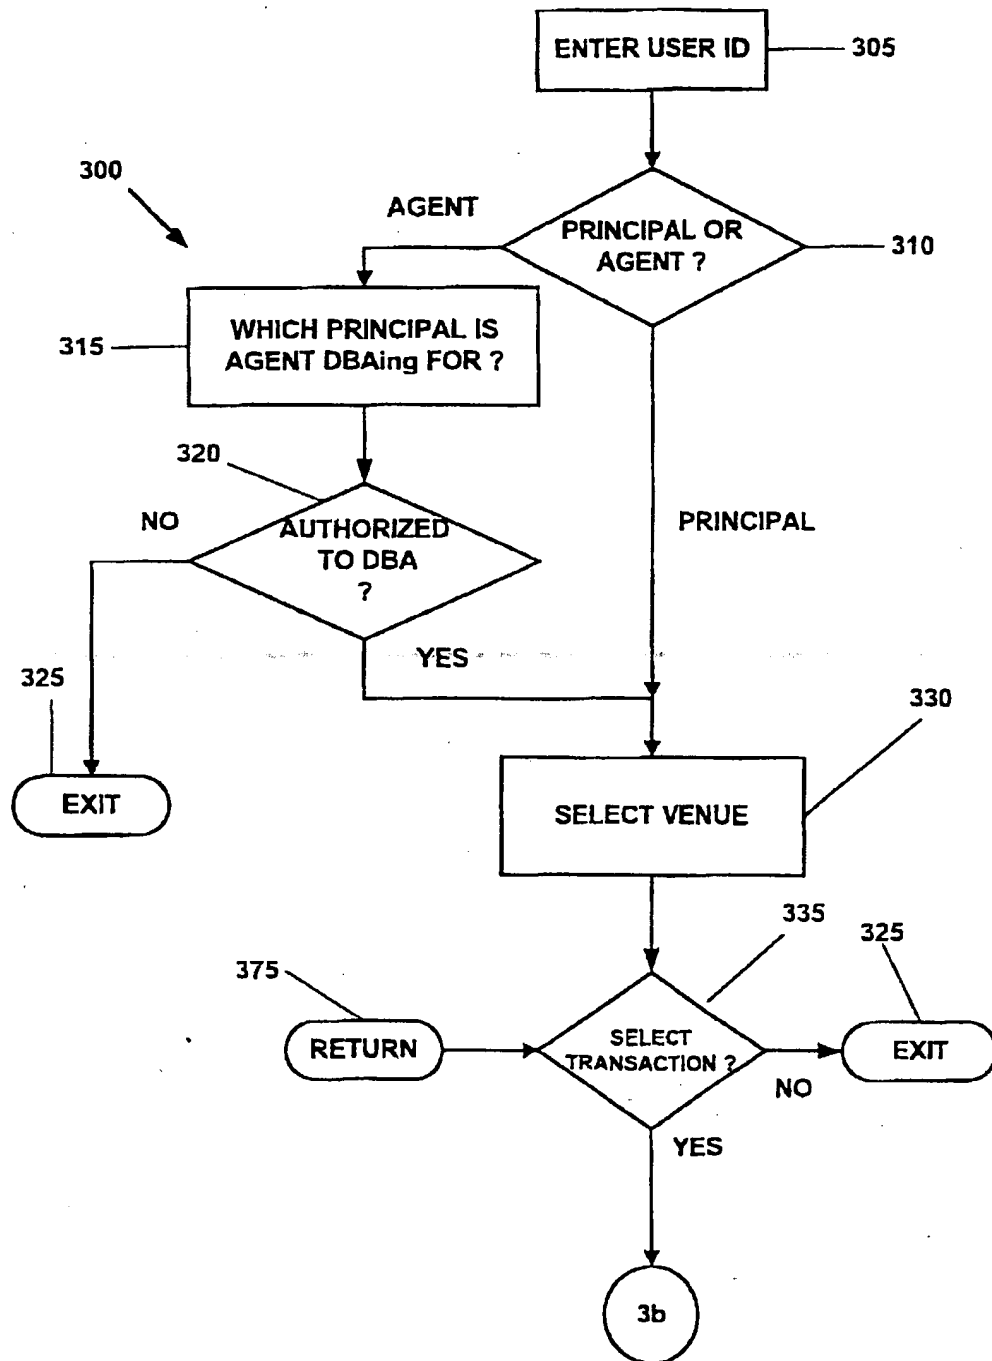 ENTER USER ID
305
300
AGENT
PRINCIPAL OR
AGENT ?
310
315
WHICH PRINCIPAL IS
AGENT DBAing FOR ?
320
NO
AUTHORIZED
TO DBA
?
PRINCIPAL
YES
325
EXIT
330
SELECT VENUE
335
325
375
RETURN
SELECT
TRANSACTION ?
EXIT
NO
YES
3b